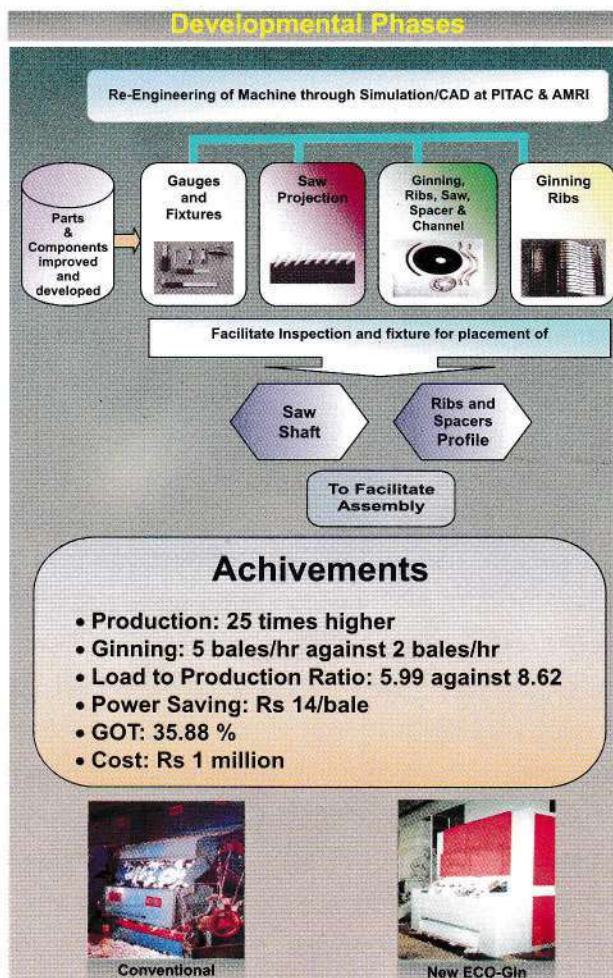 Developmental Phases
Re-Engineering of Machine through Simulation/CAD at PITAC & AMRI
Parts
&
Components
improved
and
developed
Gauges
and
Fixtures
Saw
Projection
Ginning,
Ribs, Saw,
Spacer &
Channel
Ginning
Ribs
Facilitate Inspection and fixture for placement of
Saw
Shaft
Ribs and
Spacers
Profile
To Facilitate
Assembly
Achivements
• Production: 25 times higher
• Ginning: 5 bales/hr against 2 bales/hr
• Load to Production Ratio: 5.99 against 8.62
• Power Saving: Rs 14/bale
• GOT: 35.88 %
• Cost: Rs 1 million
Conventional
New ECO-Gin